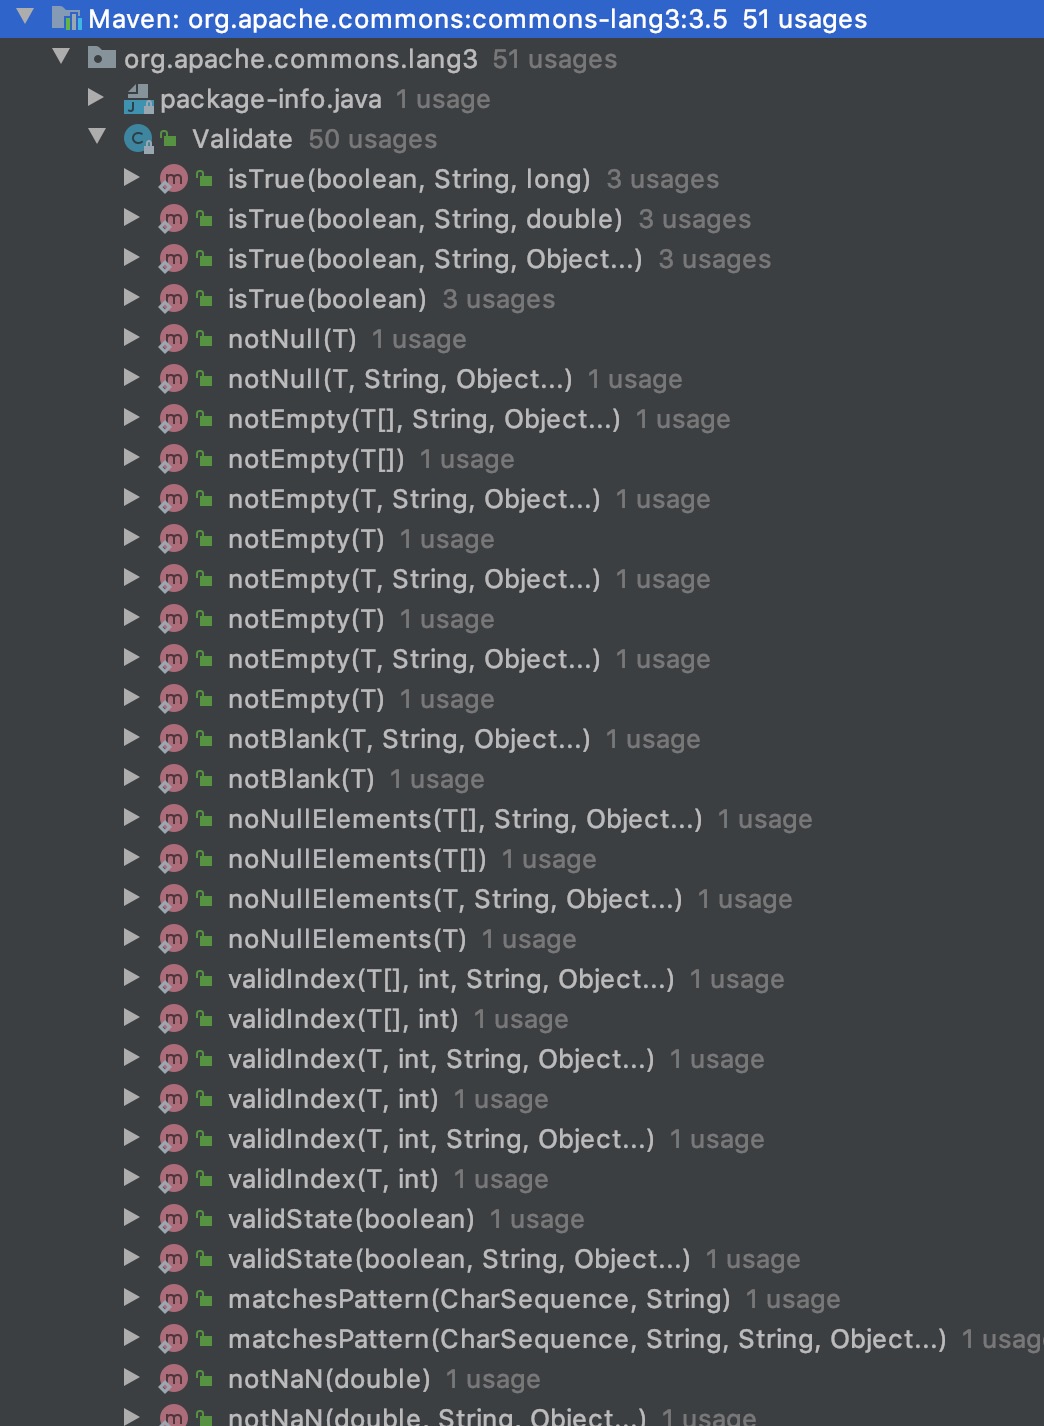 Maven: org.apache.commons:commons-lang3:3.5 51 usages
org.apache.commons.lang3 51 usages
package-info.java 1 usage
Validate 50 usages
isTrue(boolean, String, long) 3 usages
isTrue(boolean, String, double) 3 usages
isTrue(boolean, String, Object...) 3 usages
isTrue(boolean) 3 usages
notNull(T) 1 usage
notNull(T, String, Object...) 1 usage
notEmpty(T[], String, Object...) 1 usage
notEmpty(T[]) 1 usage
notEmpty(T, String, Object...) 1 usage
notEmpty(T) 1 usage
notEmpty(T, String, Object...) 1 usage
notEmpty(T) 1 usage
notEmpty(T, String, Object...) 1 usage
notEmpty(T) 1 usage
notBlank(T, String, Object...) 1 usage
notBlank(T) 1 usage
noNullElements(T[], String, Object...) 1 usage
noNullElements(T[]) 1 usage
noNullElements(T, String, Object...) 1 usage
noNullElements(T) 1 usage
validIndex(T[], int, String, Object...) 1 usage
validIndex(T[], int) 1 usage
validIndex(T, int, String, Object...) 1 usage
validIndex(T, int) 1 usage
validIndex(T, int, String, Object...) 1 usage
validIndex(T, int) 1 usage
validState(boolean) 1 usage
validState(boolean, String, Object...) 1 usage
matchesPattern(CharSequence, String) 1 usage
matchesPattern(CharSequence, String, String, Object...) 1 usag
notNaN(double) 1 usage
notNaN(double, String, Object...) 1 usage